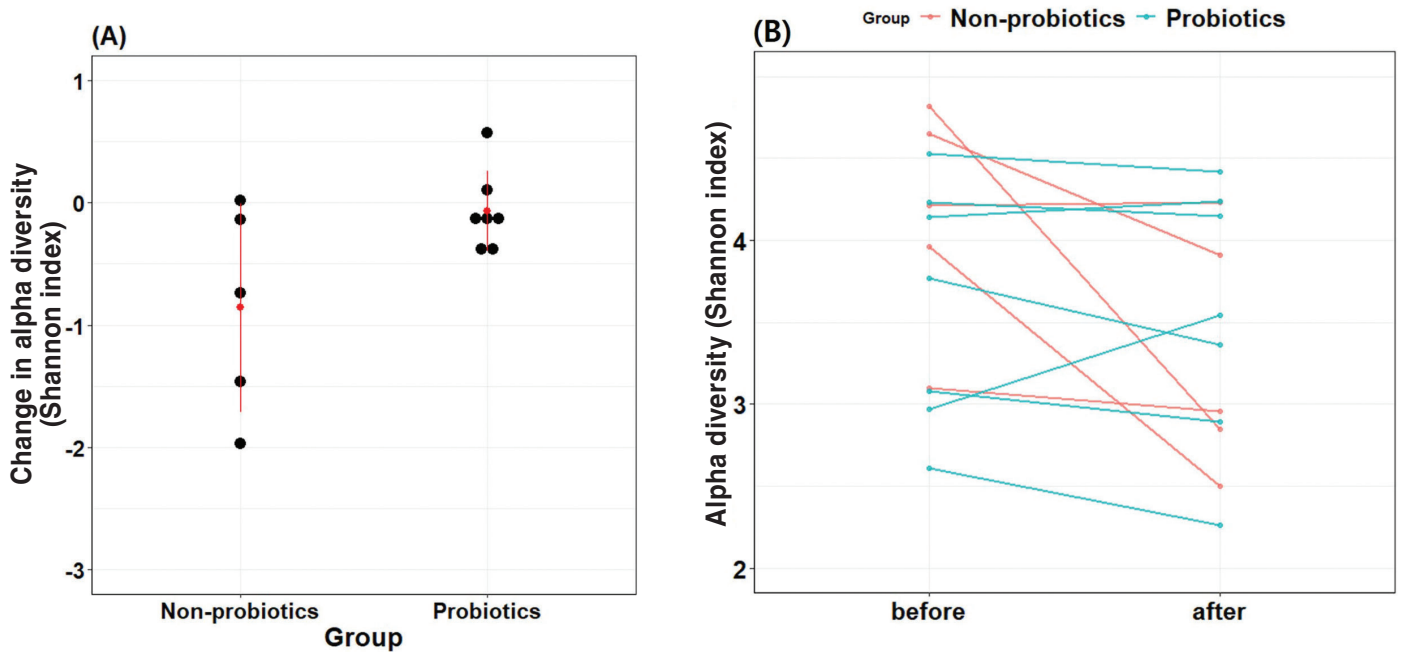 (A)
Change in alpha diversity
(Shannon index)
1
0
-1
-2
-3
Non-probiotics Probiotics
Group
Group Non-probiotics Probiotics
(B)
Alpha diversity (Shannon index)
4
3
2
before after